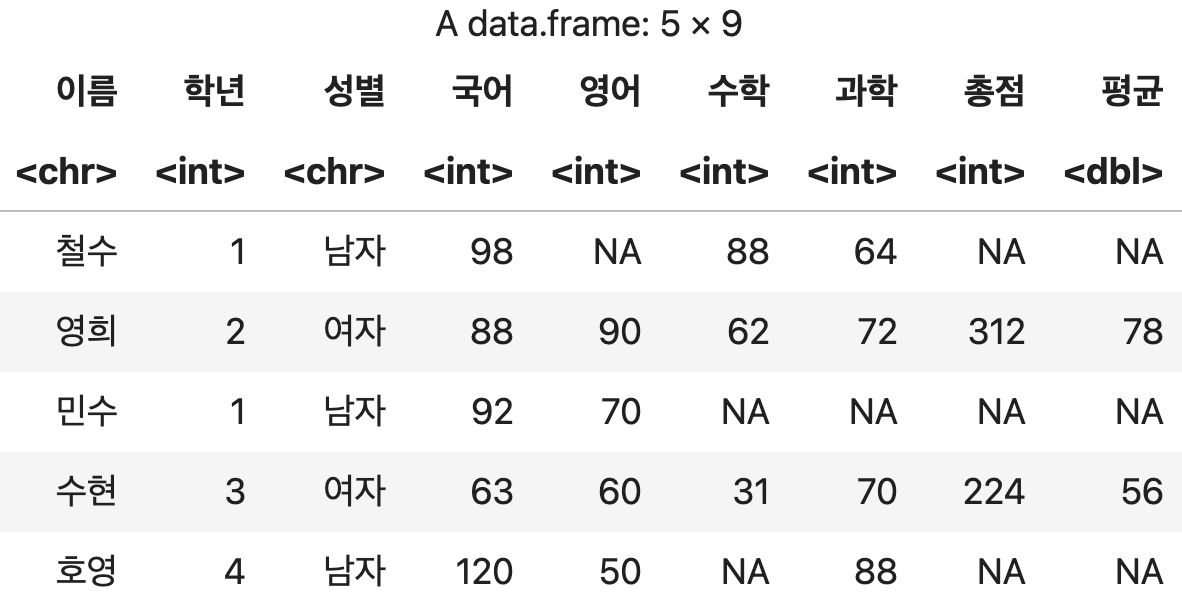 A data.frame: 5 × 9
이름 학년 성별 국어 영어 수학 과학 총점 평균
<chr> <int> <chr> <int> <int> <int> <int> <int> <dbl>
철수 1 남자 98 NA 88 64 NA NA
영희 2 여자 88 90 62 72 312 78
민수 1 남자 92 70 NA NA NA NA
수현 3 여자 63 60 31 70 224 56
호영 4 남자 120 50 NA 88 NA NA